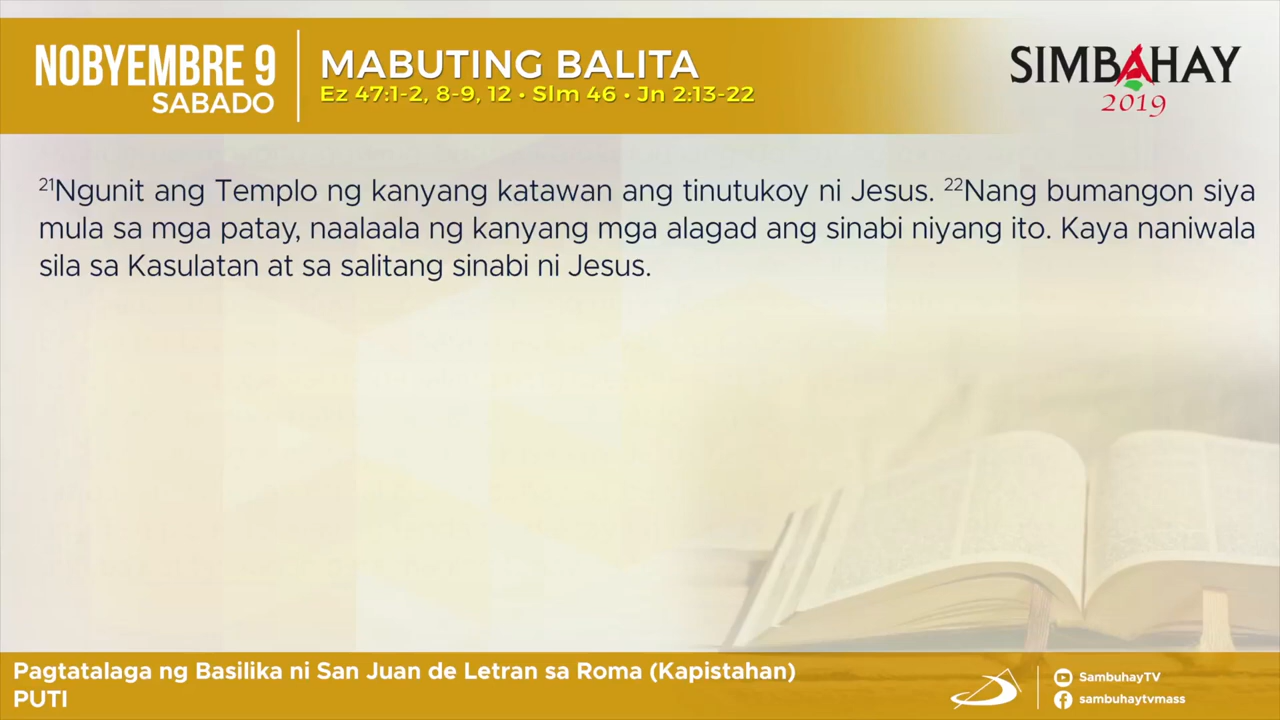 NOBYEMBRE 9
SABADO
MABUTING BALITA
Ez 47:1-2, 8-9, 12 • Slm 46 • Jn 2:13-22
SIMBAHAY
2019
²¹Ngunit ang Templo ng kanyang katawan ang tinutukoy ni Jesus. ²²Nang bumangon siya
mula sa mga patay, naalaala ng kanyang mga alagad ang sinabi niyang ito. Kaya naniwala
sila sa Kasulatan at sa salitang sinabi ni Jesus.
Pagtatalaga ng Basilika ni San Juan de Letran sa Roma (Kapistahan)
PUTI
SambuhayTV
sambuhaytvmass